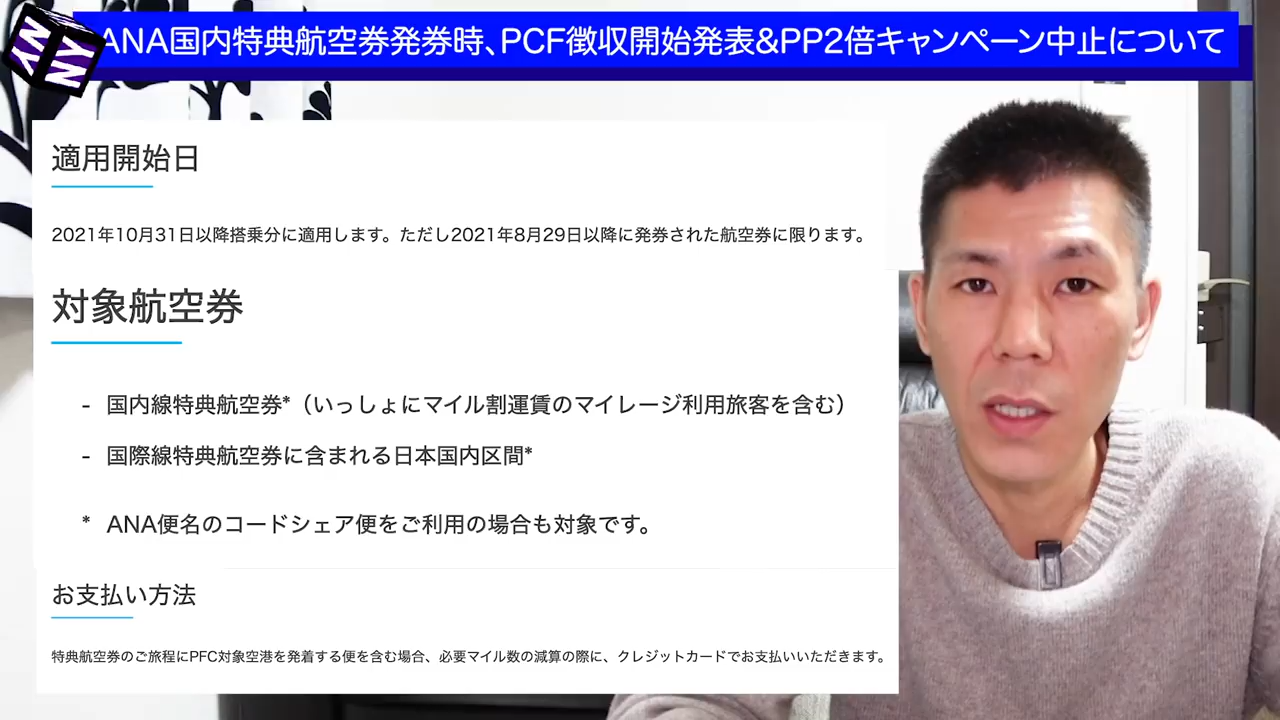 NY
NY
ANA国内特典航空券発券時、PCF徴収開始発表&PP2倍キャンペーン中止について
適用開始日
2021年10月31日以降搭乗分に適用します。ただし2021年8月29日以降に発券された航空券に限ります。
対象航空券
- 国内線特典航空券*（いっしょにマイル割運賃のマイレージ利用旅客を含む）
- 国際線特典航空券に含まれる日本国内区間*
* ANA便名のコードシェア便をご利用の場合も対象です。
お支払い方法
特典航空券のご旅程にPFC対象空港を発着する便を含む場合、必要マイル数の減算の際に、クレジットカードでお支払いいただきます。